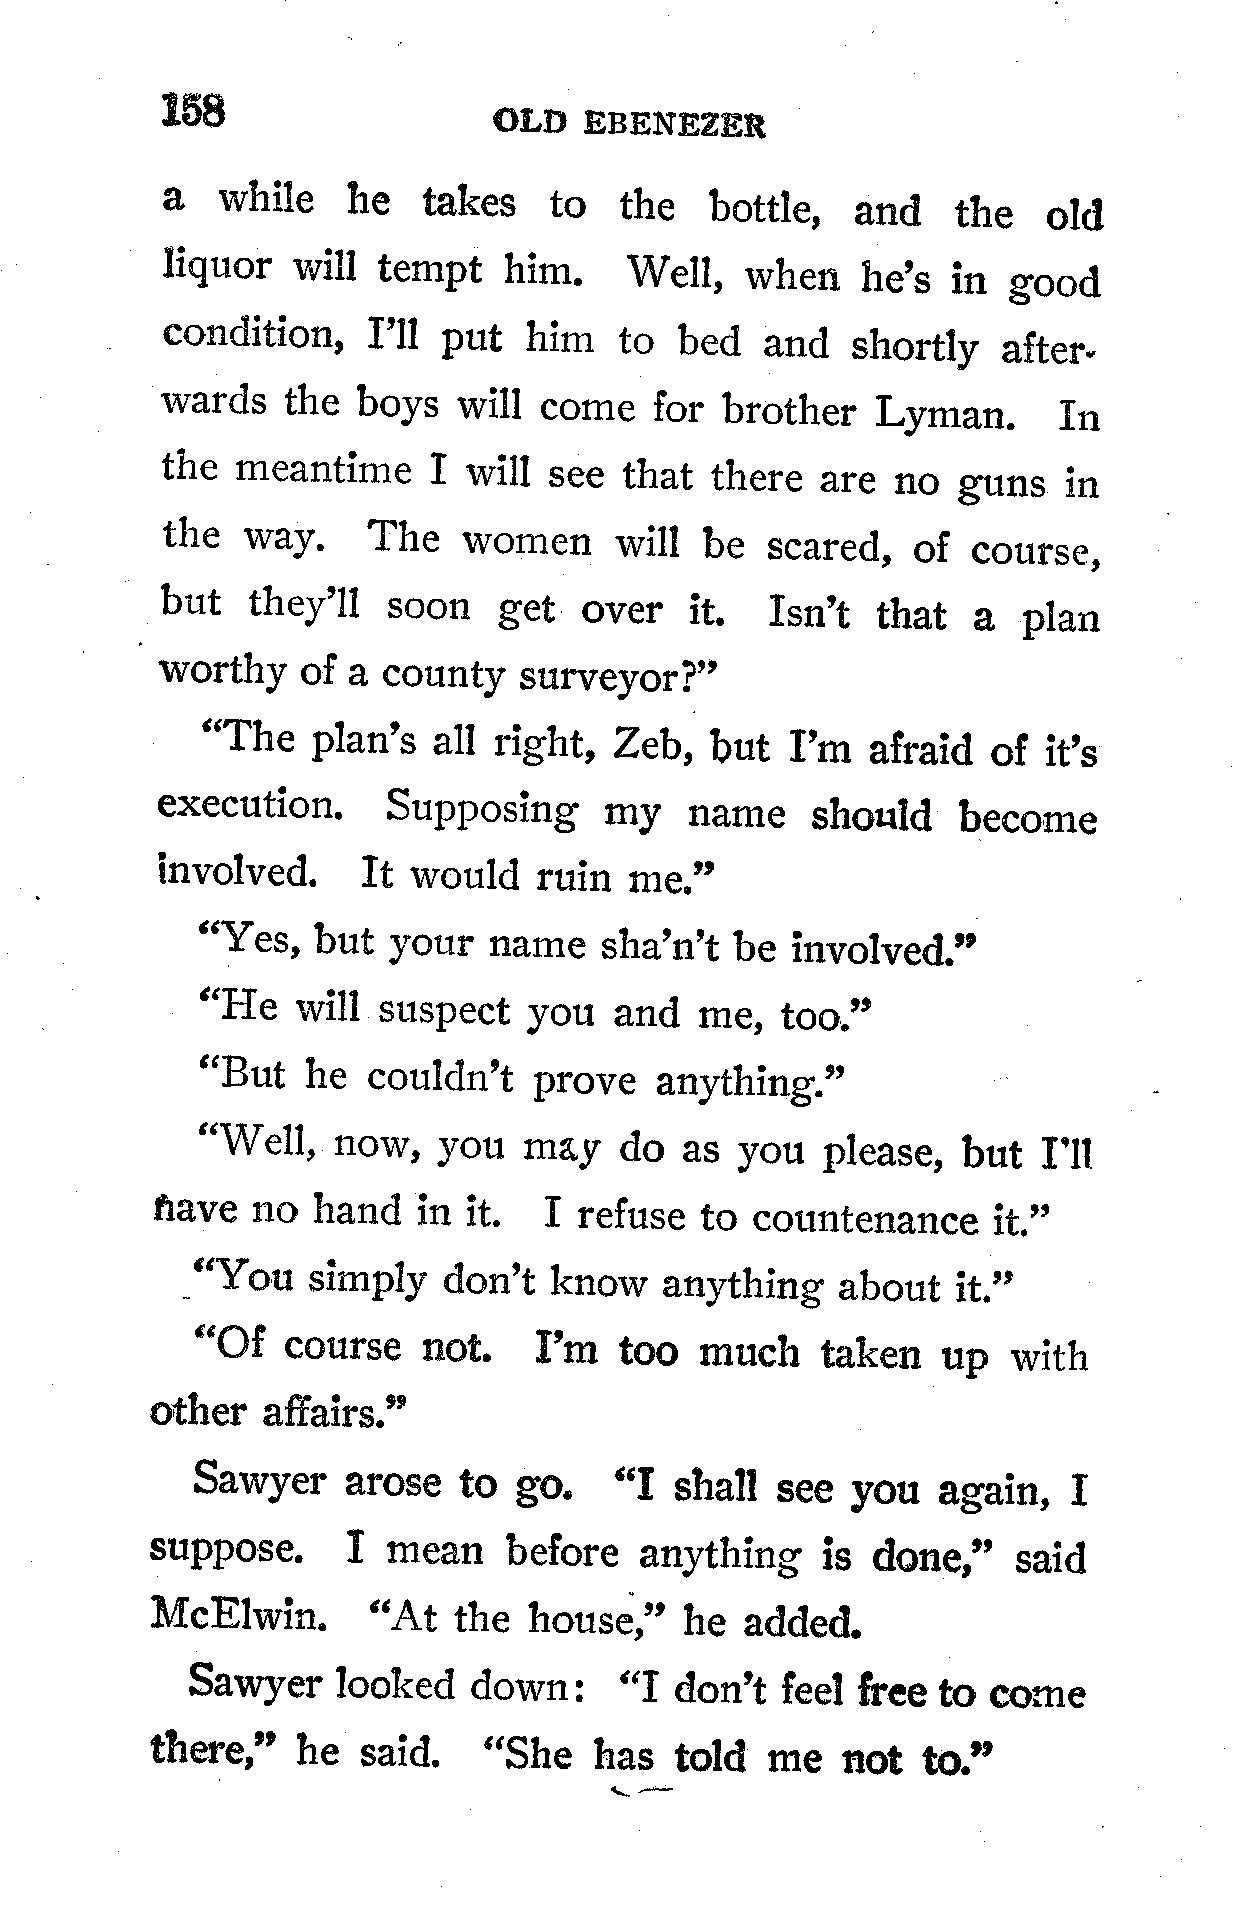 158
OLD EBENEZER
a while he takes to the bottle, and the old
liquor will tempt him. Well, when he's in good
condition, I'll put him to bed and shortly after-
wards the boys will come for brother Lyman. In
the meantime I will see that there are no guns in
the way. The women will be scared, of course,
but they'll soon get over it. Isn't that a plan
worthy of a county surveyor?"
"The plan's all right, Zeb, but I'm afraid of it's
execution. Supposing my name should become
involved. It would ruin me."
"Yes, but your name sha'n't be involved."
"He will suspect you and me, too."
"But he couldn't prove anything."
"Well, now, you may do as you please, but I'll
have no hand in it. I refuse to countenance it."
"You simply don't know anything about it."
"Of course not. I'm too much taken up with
other affairs."
Sawyer arose to go. "I shall see you again, I
suppose. I mean before anything is done," said
McElwin. "At the house," he added.
Sawyer looked down: "I don't feel free to come
there," he said. "She has told me not to."